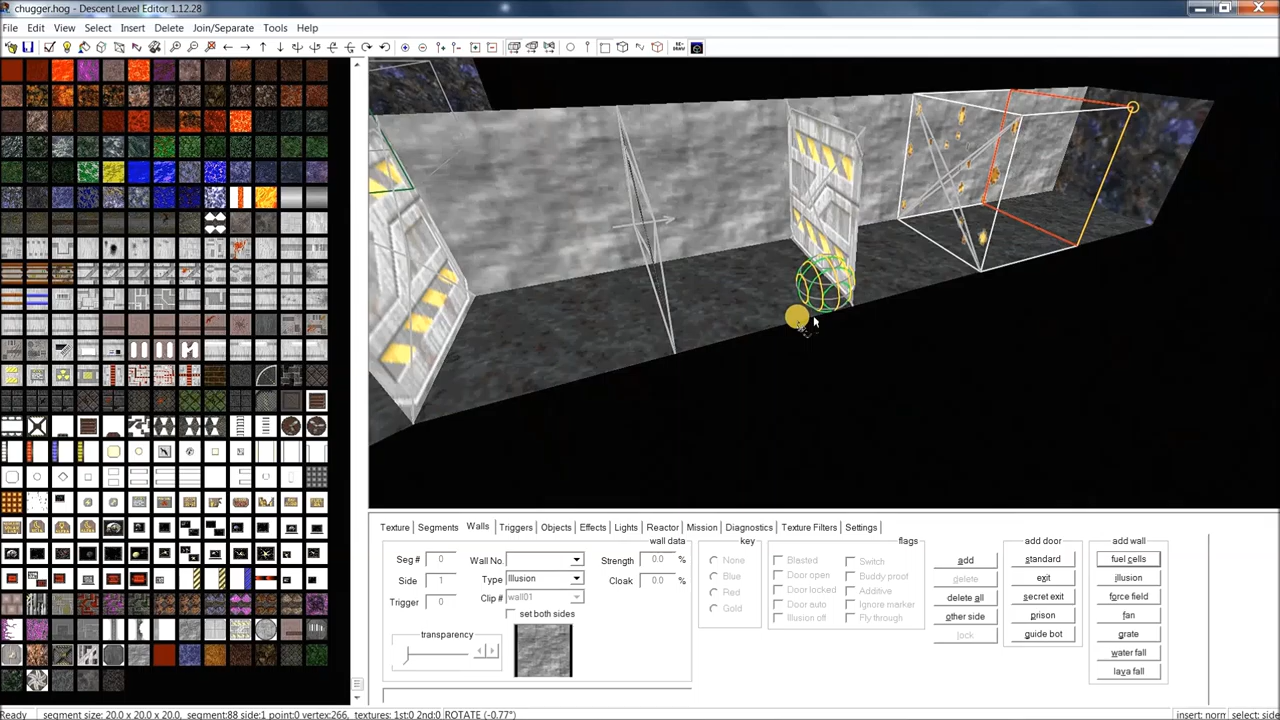 chugger.hog - Descent Level Editor 1.12.28
File Edit View Select Insert Delete Join/Separate Tools Help
Texture Segments Walls Triggers Objects Effects Lights Reactor Mission Diagnostics Texture Filters Settings
wall data key flags add door add wall
Seg # 0 Wall No. Strength 0.0 % None Blasted Switch add standard fuel cells
Side 1 Type Illusion Cloak 0.0 % Blue Door open Buddy proof delete exit illusion
Trigger 0 Clip # wall01 Red Door locked Additive delete all secret exit force field
set both sides Gold Door auto Ignore marker other side prison fan
Illusion off Fly through lock guide bot grate
transparency water fall
lava fall
Ready segment size: 20.0 x 20.0 x 20.0, segment:88 side:1 point:0 vertex:266, textures: 1st:0 2nd:0 ROTATE (-0.77°) insert: norm select: side